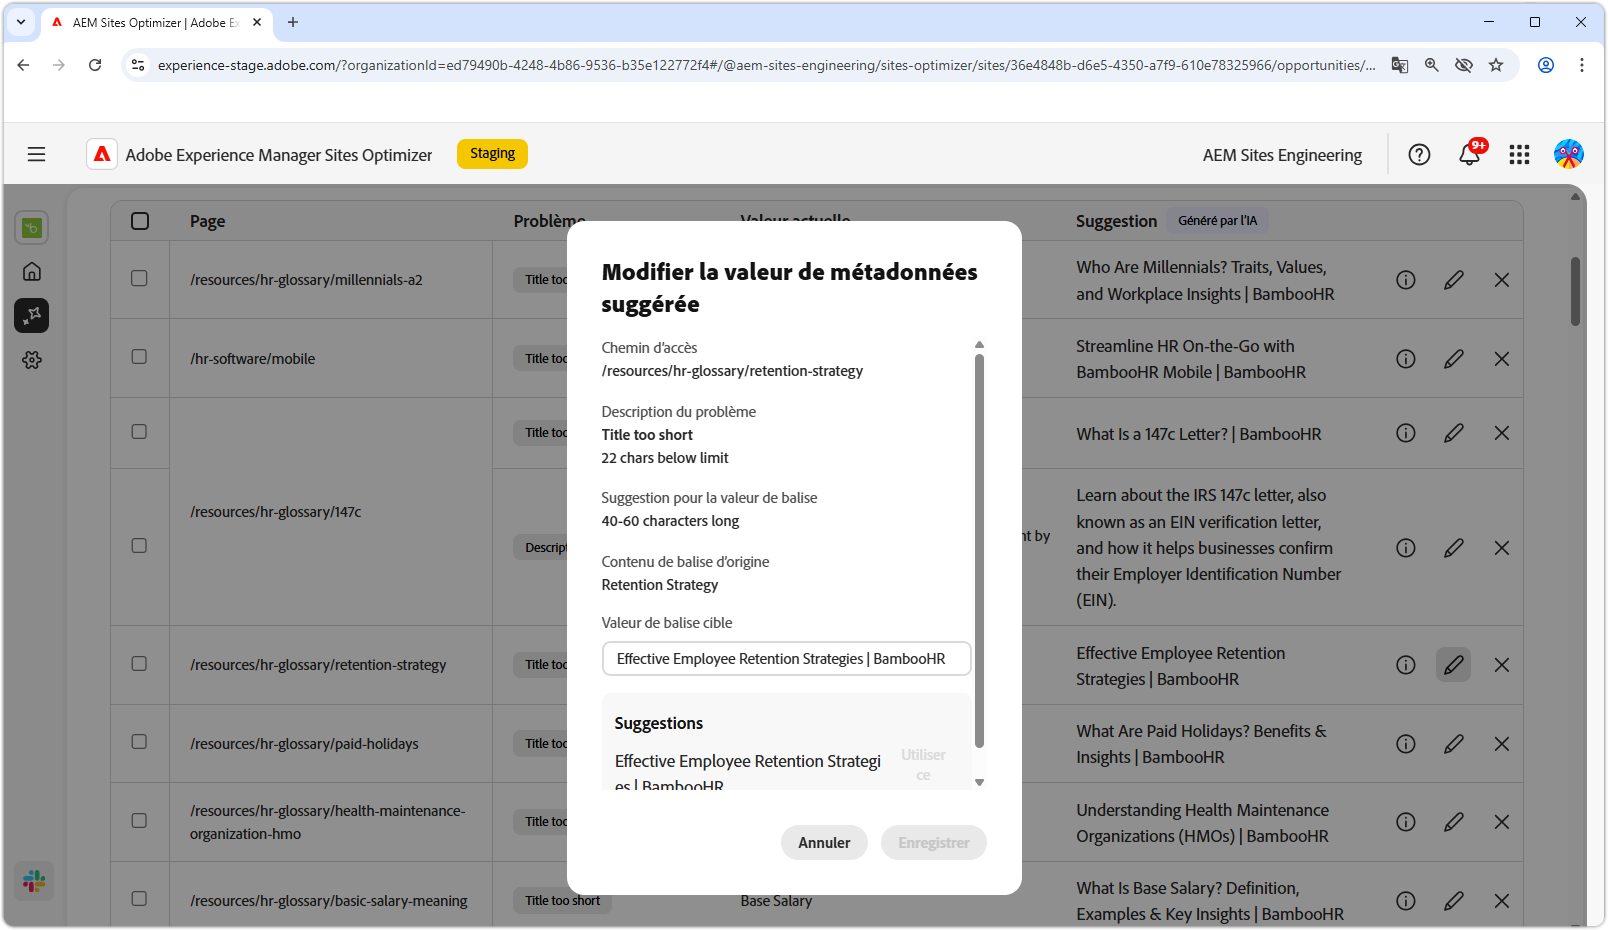 AEM Sites Optimizer | Adobe Ex
experience-stage.adobe.com/?organizationId=ed79490b-4248-4b86-9536-b35e122772f4#/@aem-sites-engineering/sites-optimizer/sites/36e4848b-d6e5-4350-a7f9-610e78325966/opportunities/...
Adobe Experience Manager Sites Optimizer
Staging
AEM Sites Engineering
9+
Page
Problème
Valeur actuelle
Suggestion
Généré par l'IA
/resources/hr-glossary/millennials-a2
Title too
Who Are Millennials? Traits, Values,
and Workplace Insights | BambooHR
/hr-software/mobile
Title too
Streamline HR On-the-Go with
BambooHR Mobile | BambooHR
/resources/hr-glossary/147c
Title too
What Is a 147c Letter? | BambooHR
Descript
nt by
Learn about the IRS 147c letter, also
known as an EIN verification letter,
and how it helps businesses confirm
their Employer Identification Number
(EIN).
/resources/hr-glossary/retention-strategy
Title too
Effective Employee Retention
Strategies | BambooHR
/resources/hr-glossary/paid-holidays
Title too
What Are Paid Holidays? Benefits &
Insights | BambooHR
/resources/hr-glossary/health-maintenance-
organization-hmo
Title too
Understanding Health Maintenance
Organizations (HMOs) | BambooHR
/resources/hr-glossary/basic-salary-meaning
Title too short
Base Salary
What Is Base Salary? Definition,
Examples & Key Insights | BambooHR
Modifier la valeur de métadonnées
suggérée
Chemin d'accès
/resources/hr-glossary/retention-strategy
Description du problème
Title too short
22 chars below limit
Suggestion pour la valeur de balise
40-60 characters long
Contenu de balise d'origine
Retention Strategy
Valeur de balise cible
Effective Employee Retention Strategies | BambooHR
Suggestions
Effective Employee Retention Strategi
es | BambooHR
Utiliser
ce
Annuler
Enregistrer